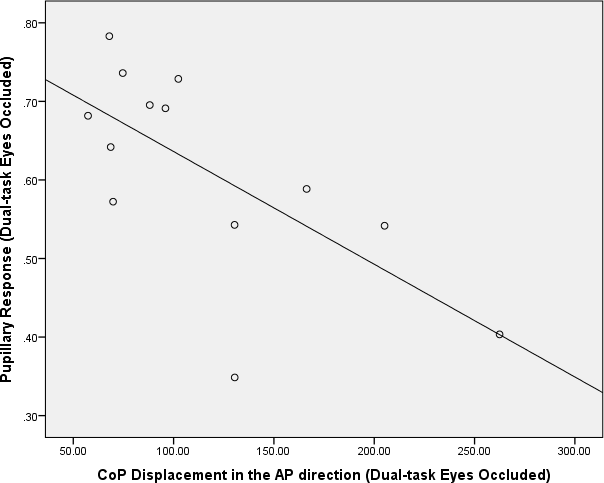 Pupillary Response (Dual-task Eyes Occluded)
.80
.70
.60
.50
.40
.30
50.00 100.00 150.00 200.00 250.00 300.00
CoP Displacement in the AP direction (Dual-task Eyes Occluded)